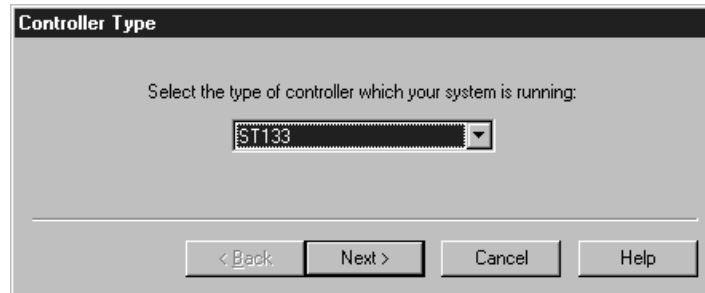 Controller Type
Select the type of controller which your system is running:
ST133
< Back Next > Cancel Help